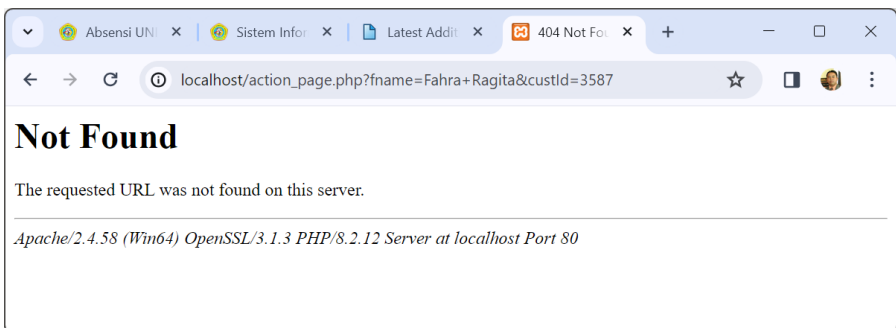 Absensi UNI
Sistem Infor
Latest Addit
404 Not Fou
localhost/action_page.php?fname=Fahra+Ragita&custId=3587
Not Found
The requested URL was not found on this server.
Apache/2.4.58 (Win64) OpenSSL/3.1.3 PHP/8.2.12 Server at localhost Port 80